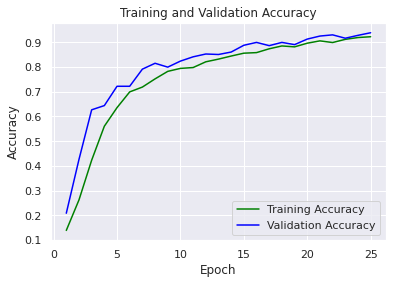 Training and Validation Accuracy
Accuracy
0.9
0.8
0.7
0.6
0.5
0.4
0.3
0.2
0.1
Training Accuracy
Validation Accuracy
0 5 10 15 20 25
Epoch